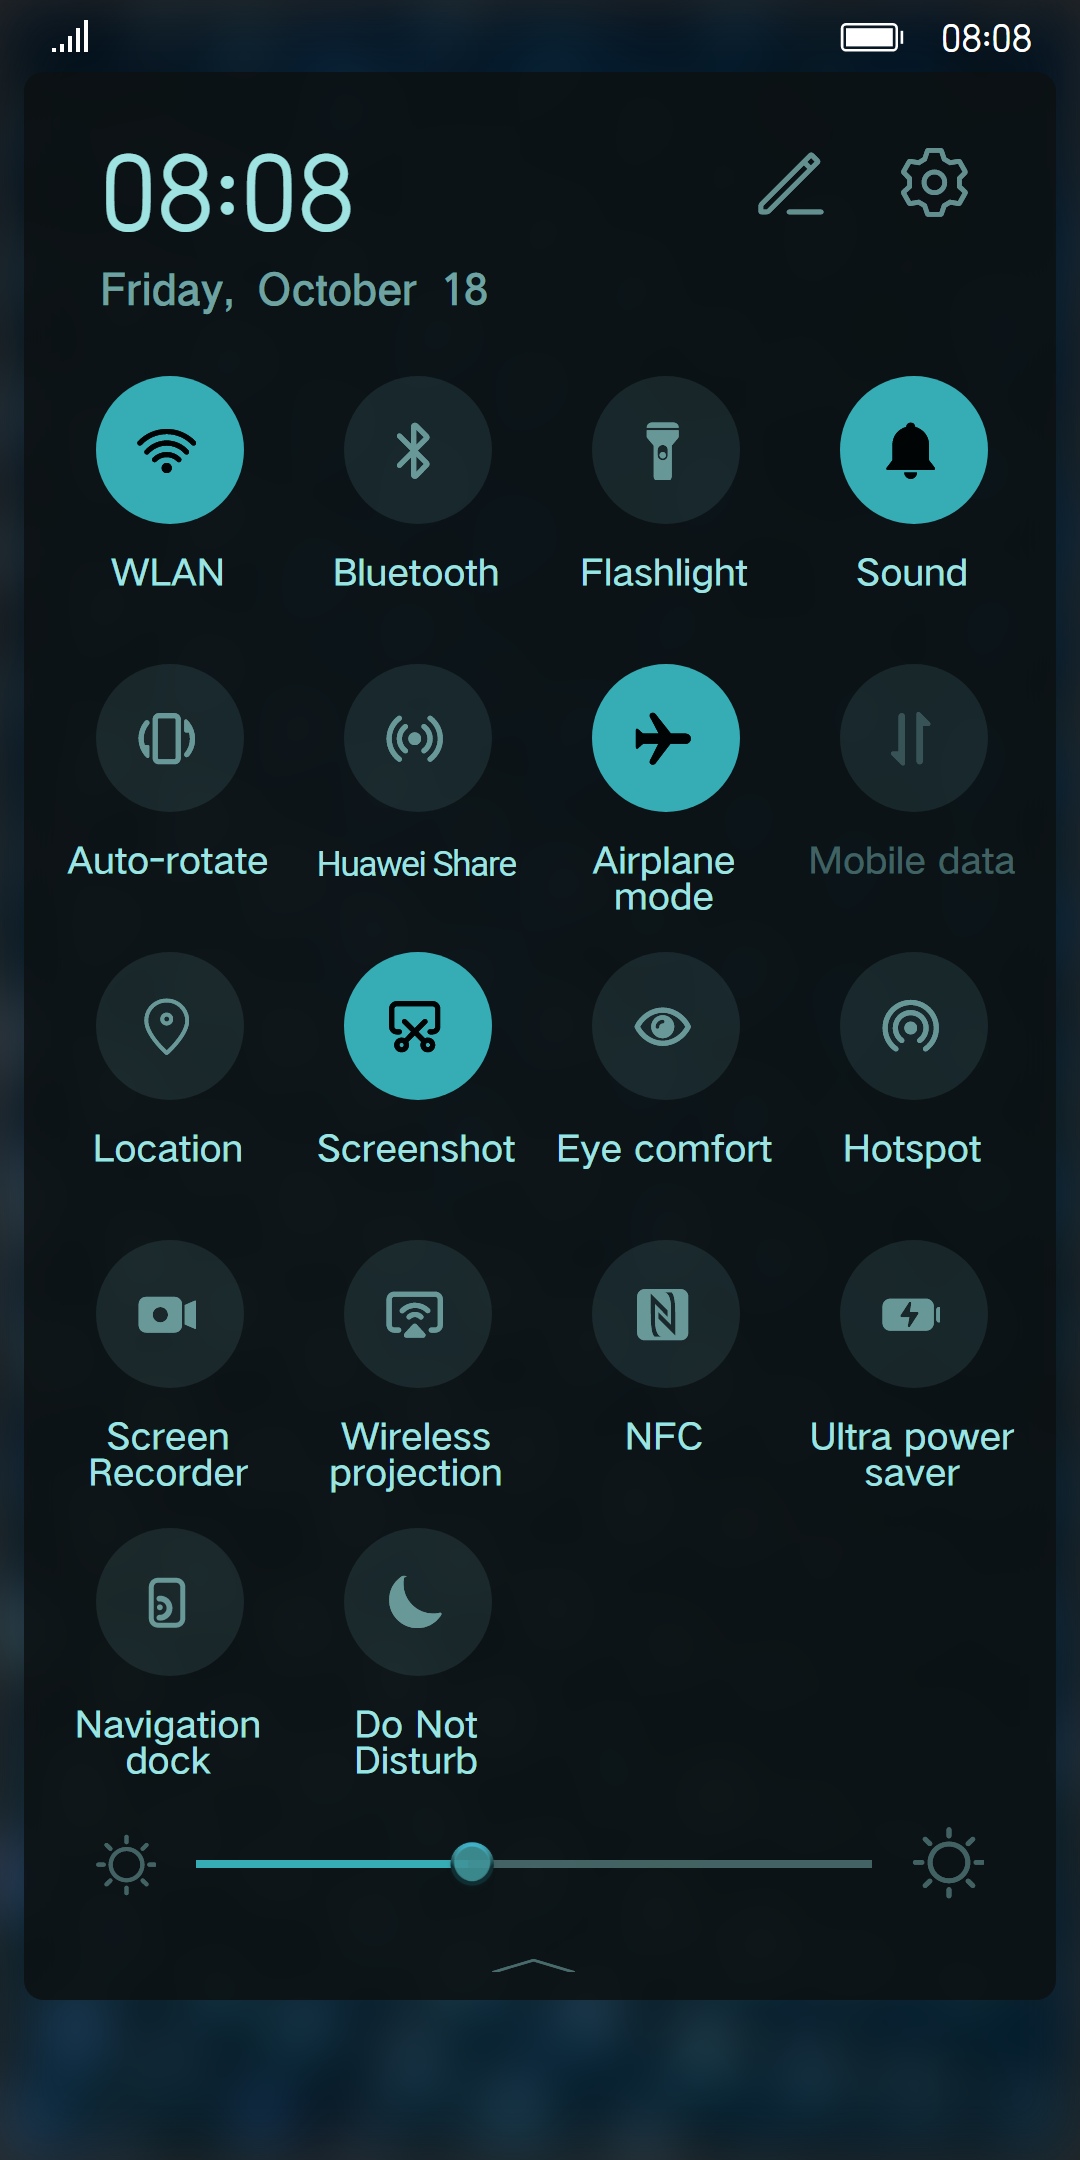 08:08
08:08
Friday, October 18
WLAN
Bluetooth
Flashlight
Sound
Auto-rotate
Huawei Share
Airplane
mode
Mobile data
Location
Screenshot
Eye comfort
Hotspot
Screen
Recorder
Wireless
projection
NFC
Ultra power
saver
Navigation
dock
Do Not
Disturb